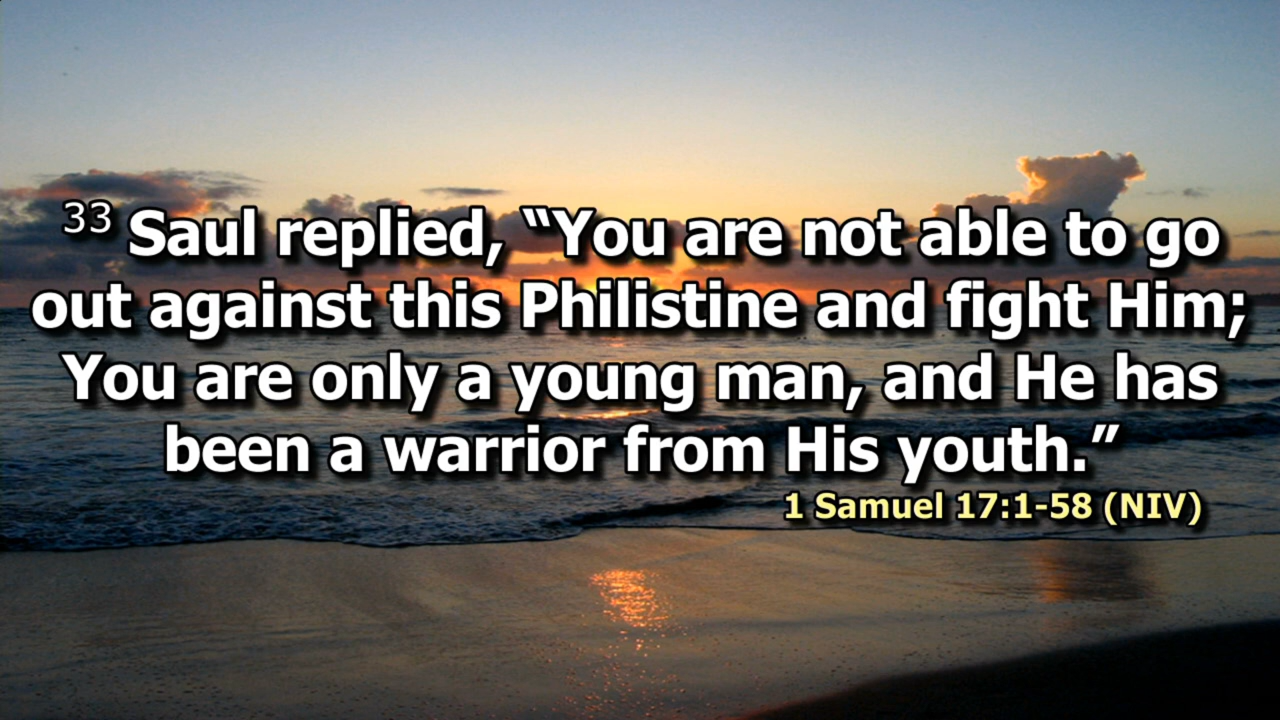 33 Saul replied, “You are not able to go
out against this Philistine and fight Him;
You are only a young man, and He has
been a warrior from His youth.”
1 Samuel 17:1-58 (NIV)